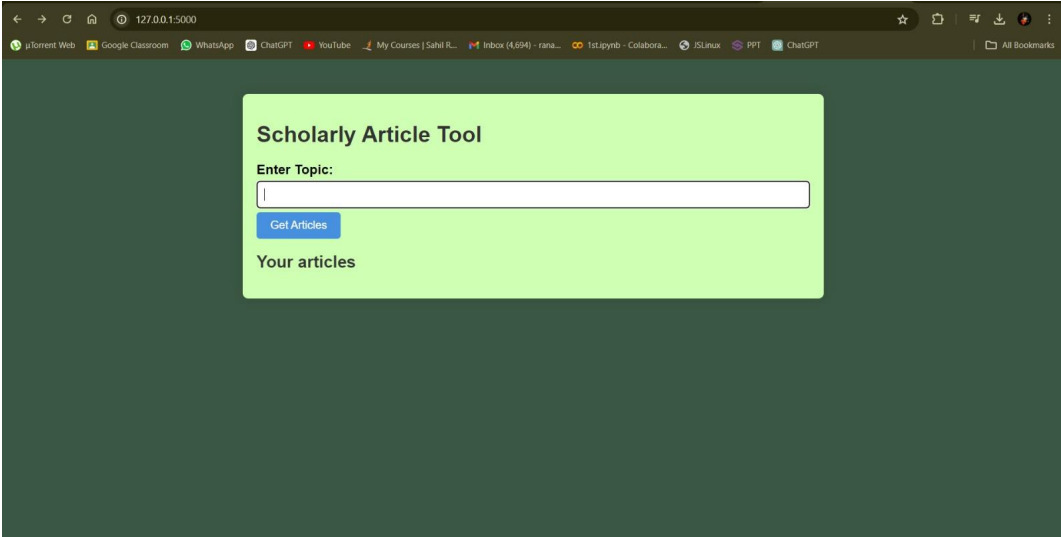 127.0.0.1:5000
µTorrent Web Google Classroom WhatsApp ChatGPT YouTube My Courses | Sahil R... Inbox (4,694) - rana... 1st.ipynb - Colabora... JSLinux PPT ChatGPT All Bookmarks
Scholarly Article Tool
Enter Topic:
Get Articles
Your articles